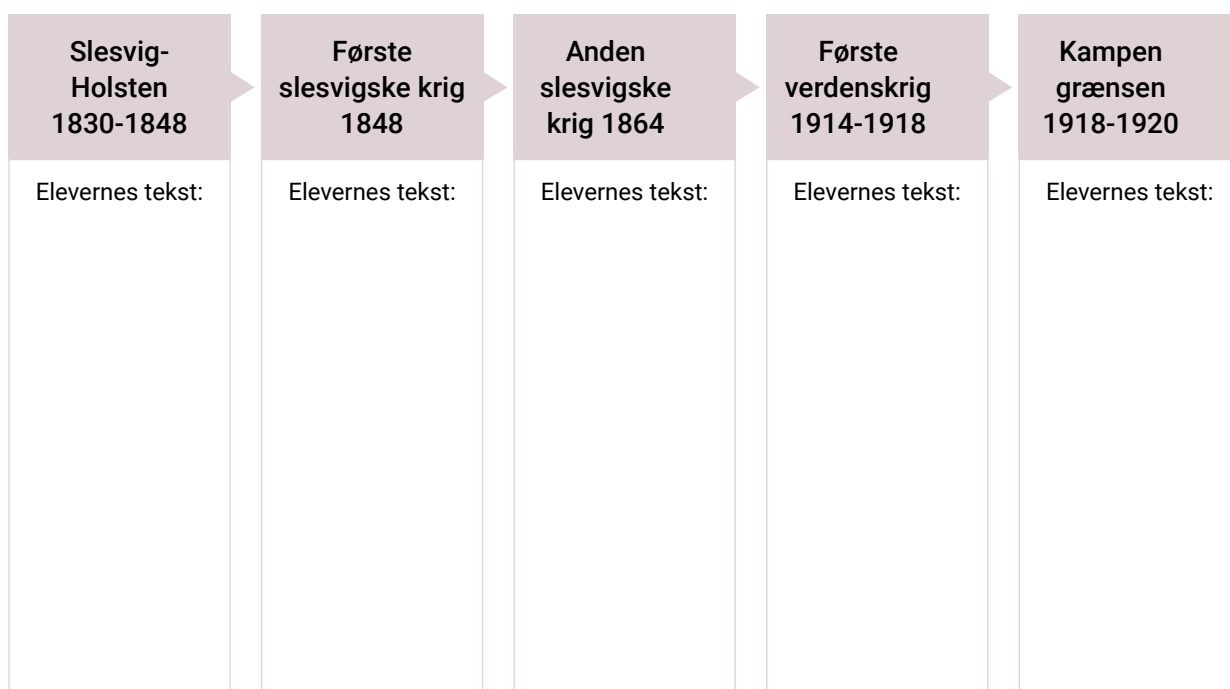 Slesvig-
Holsten
1830-1848
Elevernes tekst:
Første
slesvigske krig
1848
Elevernes tekst:
Anden
slesvigske
krig 1864
Elevernes tekst:
Første
verdenskrig
1914-1918
Elevernes tekst:
Kampen
grænsen
1918-1920
Elevernes tekst: